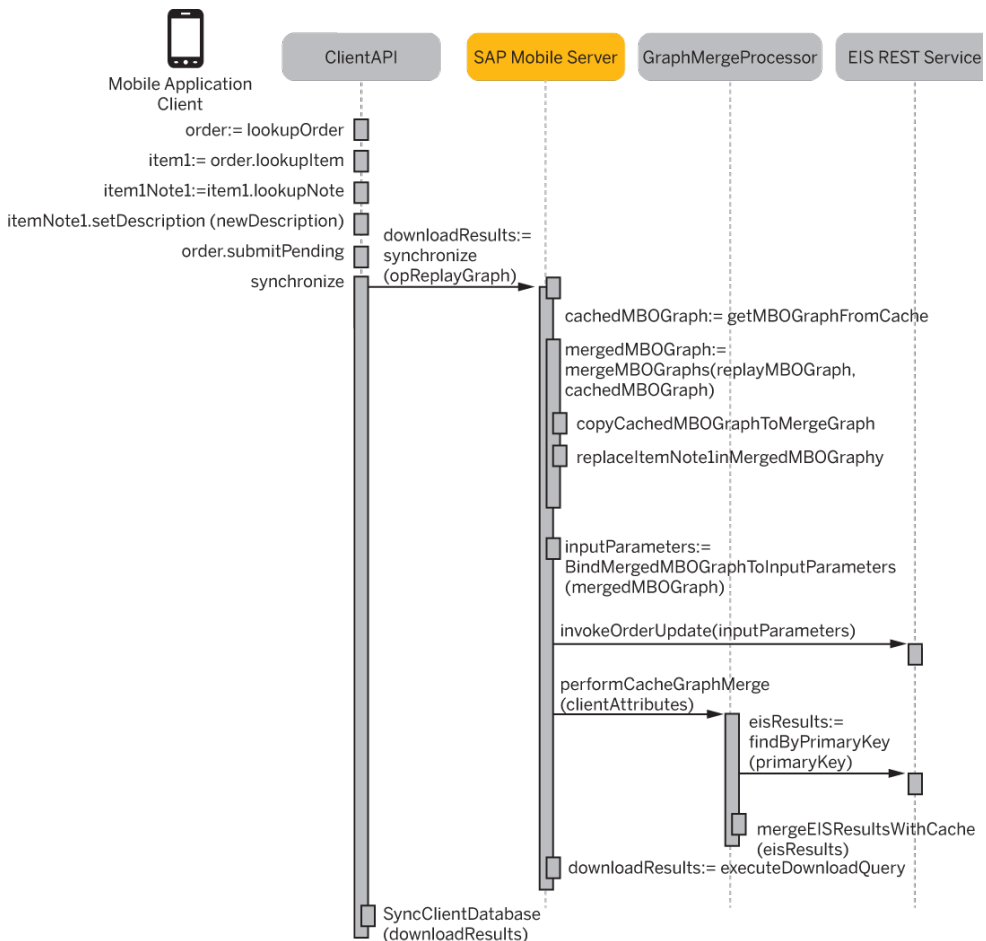 ClientAPI
SAP Mobile Server
GraphMergeProcessor
EIS REST Service
Mobile Application
Client
order:= lookupOrder
item1:= order.lookupItem
item1Note1:=item1.lookupNote
itemNote1.setDescription (newDescription)
order.submitPending
synchronize
downloadResults:=
synchronize
(opReplayGraph)
cachedMBOGraph:= getMBOGraphFromCache
mergedMBOGraph:=
mergeMBOGraphs(replayMBOGraph,
cachedMBOGraph)
copyCachedMBOGraphToMergeGraph
replaceItemNote1inMergedMBOGraphy
inputParameters:=
BindMergedMBOGraphToInputParameters
(mergedMBOGraph)
invokeOrderUpdate(inputParameters)
performCacheGraphMerge
(clientAttributes)
eisResults:=
findByPrimaryKey
(primaryKey)
mergeEISResultsWithCache
(eisResults)
downloadResults:= executeDownloadQuery
SyncClientDatabase
(downloadResults)